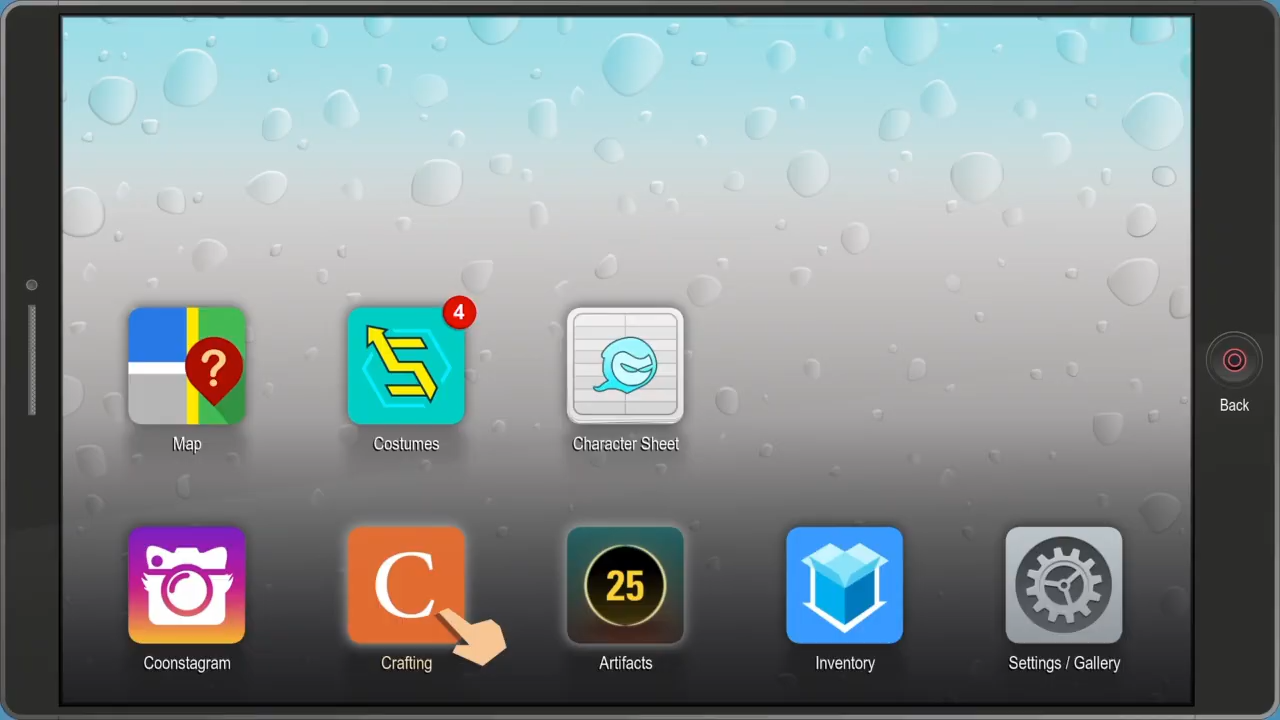 ?
4
Map
Costumes
Character Sheet
C
25
Coonstagram
Crafting
Artifacts
Inventory
Settings / Gallery
Back